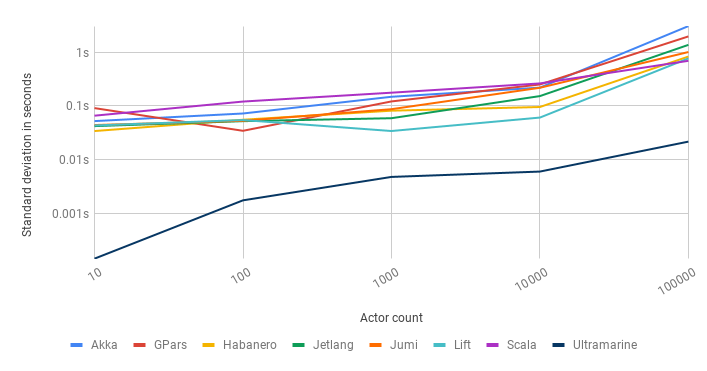 1s
0.1s
0.01s
0.001s
Standard deviation in seconds
10
100
1000
10000
100000
Actor count
Akka GPars Habanero Jetlang Jumi Lift Scala Ultramarine